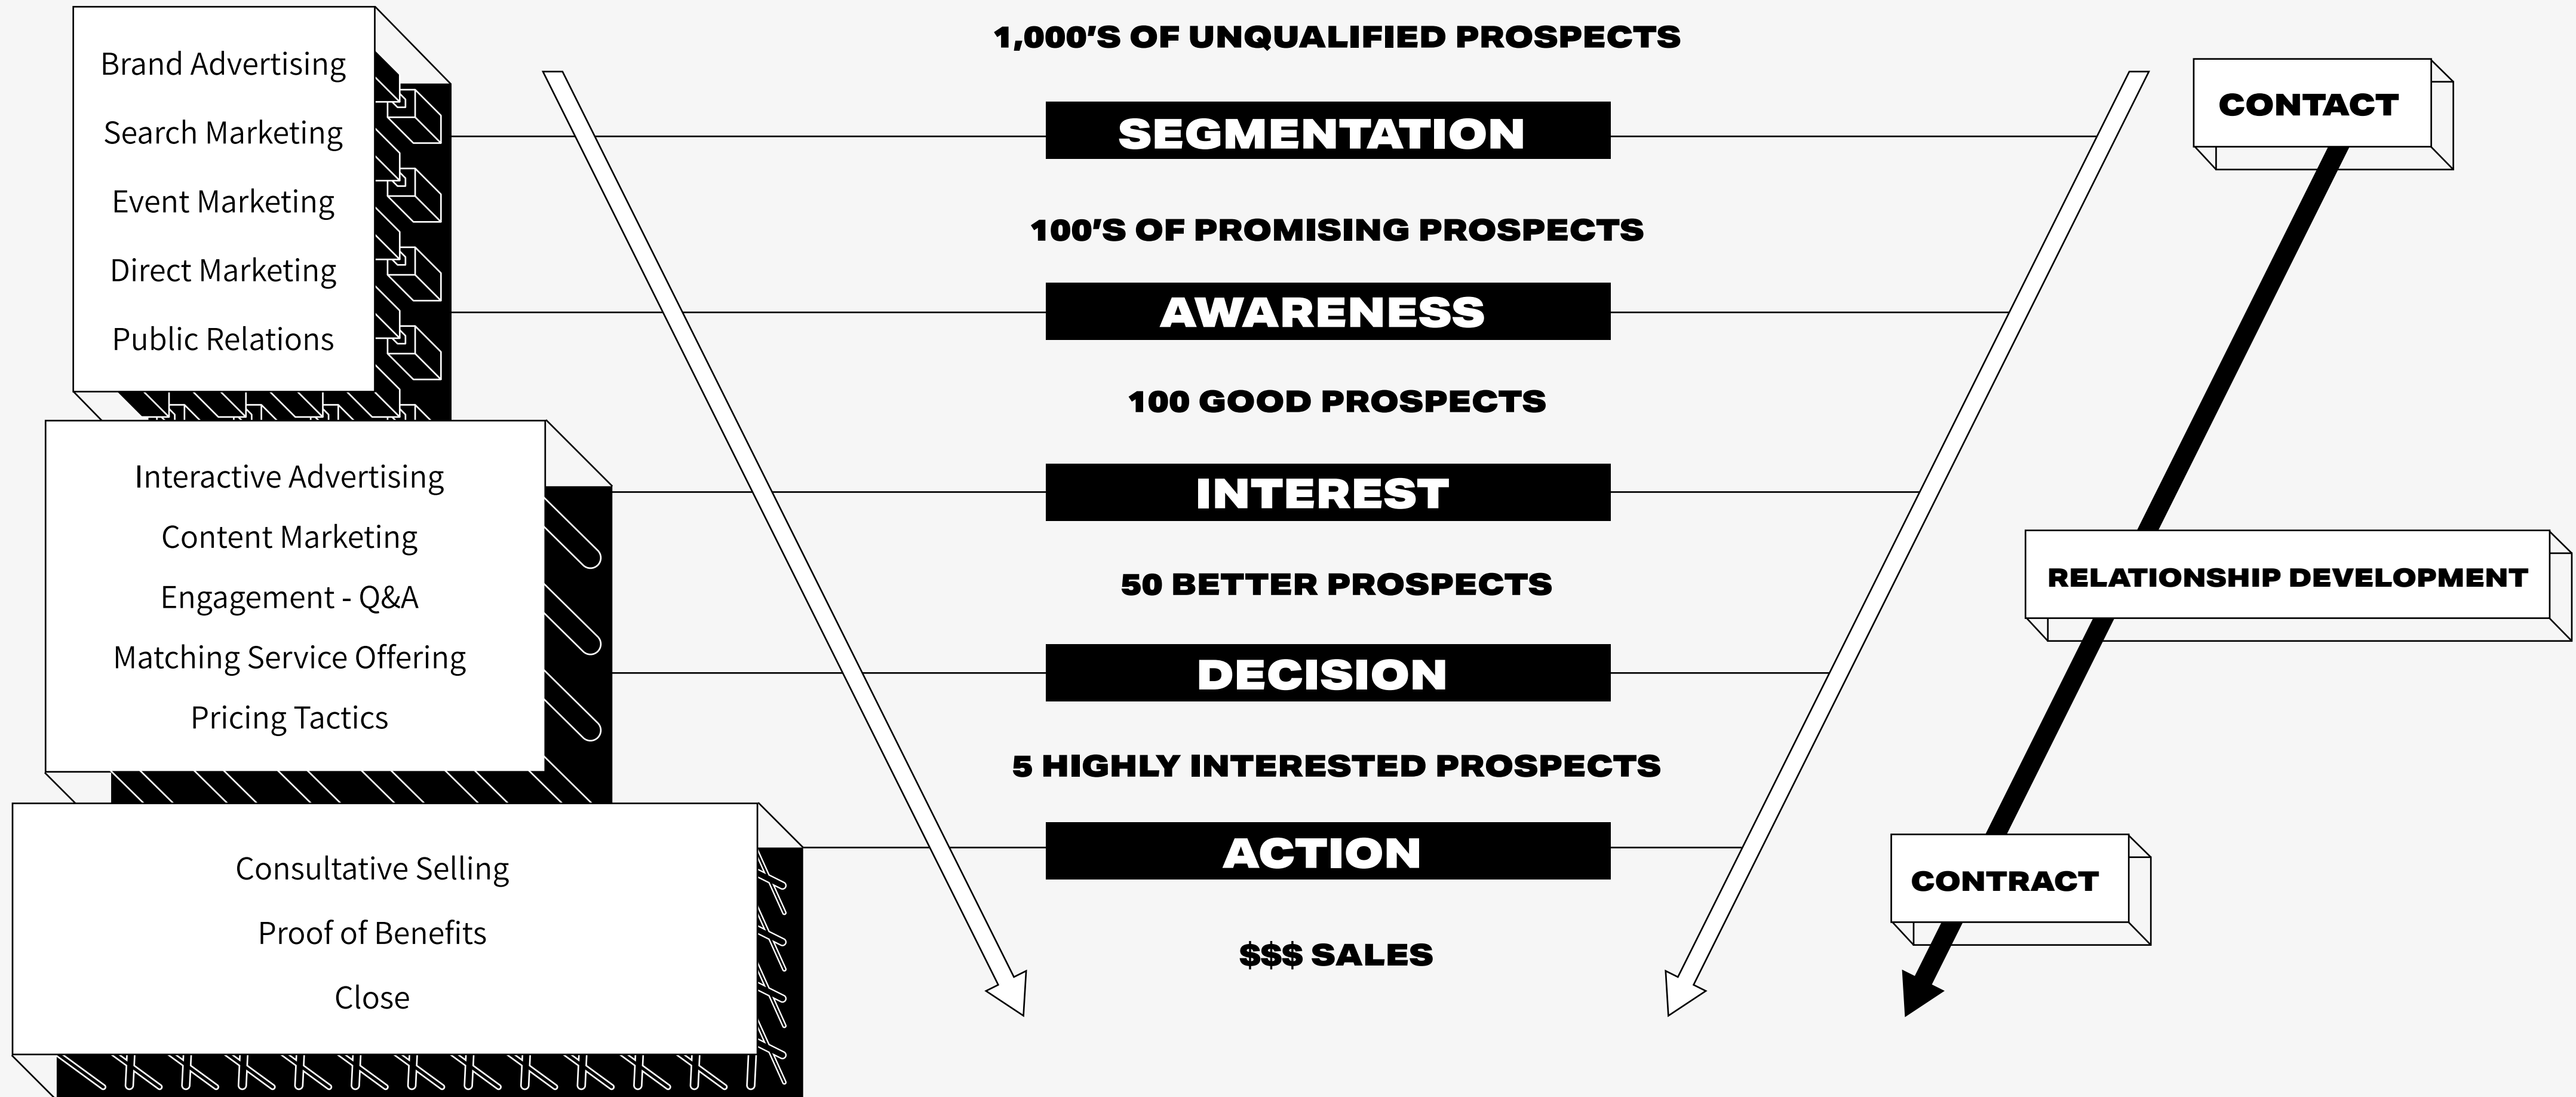 Brand Advertising
Search Marketing
Event Marketing
Direct Marketing
Public Relations
Interactive Advertising
Content Marketing
Engagement - Q&A
Matching Service Offering
Pricing Tactics
Consultative Selling
Proof of Benefits
Close
1,000'S OF UNQUALIFIED PROSPECTS
SEGMENTATION
100'S OF PROMISING PROSPECTS
AWARENESS
100 GOOD PROSPECTS
INTEREST
50 BETTER PROSPECTS
DECISION
5 HIGHLY INTERESTED PROSPECTS
ACTION
$$$ SALES
CONTACT
RELATIONSHIP DEVELOPMENT
CONTRACT